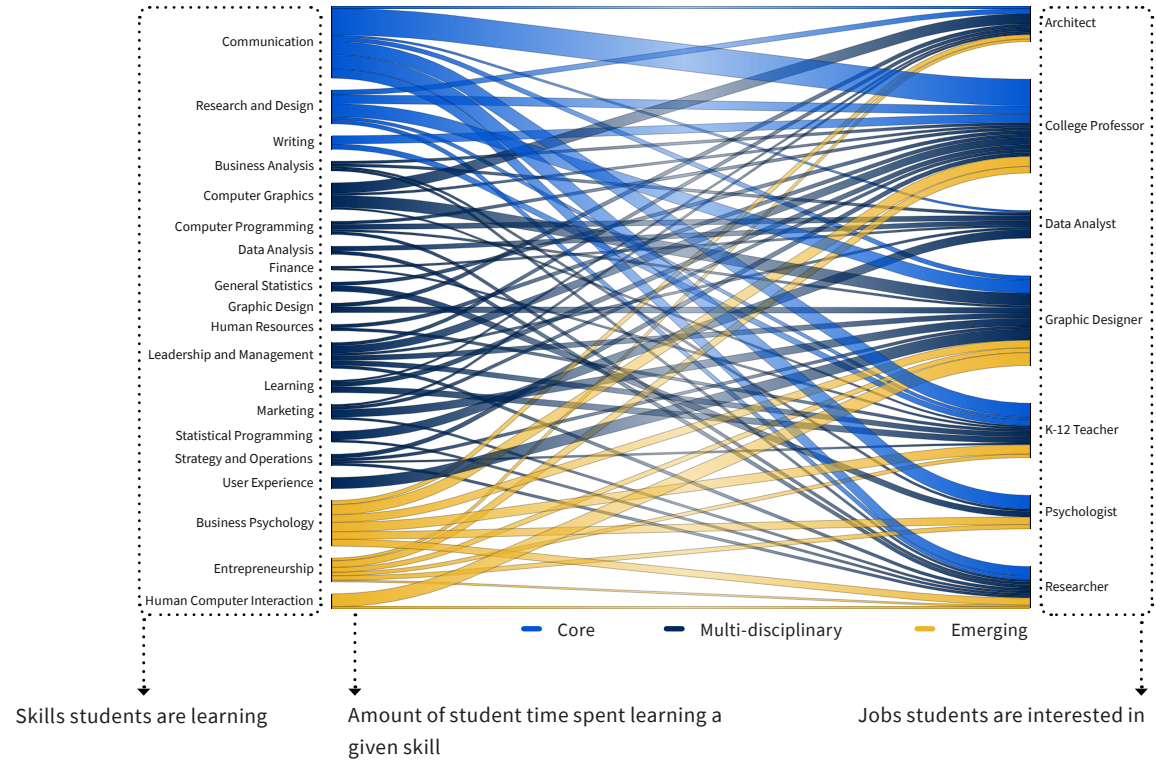 Communication
Research and Design
Writing
Business Analysis
Computer Graphics
Computer Programming
Data Analysis
Finance
General Statistics
Graphic Design
Human Resources
Leadership and Management
Learning
Marketing
Statistical Programming
Strategy and Operations
User Experience
Business Psychology
Entrepreneurship
Human Computer Interaction
Architect
College Professor
Data Analyst
Graphic Designer
K-12 Teacher
Psychologist
Researcher
Core
Multi-disciplinary
Emerging
Skills students are learning
Amount of student time spent learning a
given skill
Jobs students are interested in